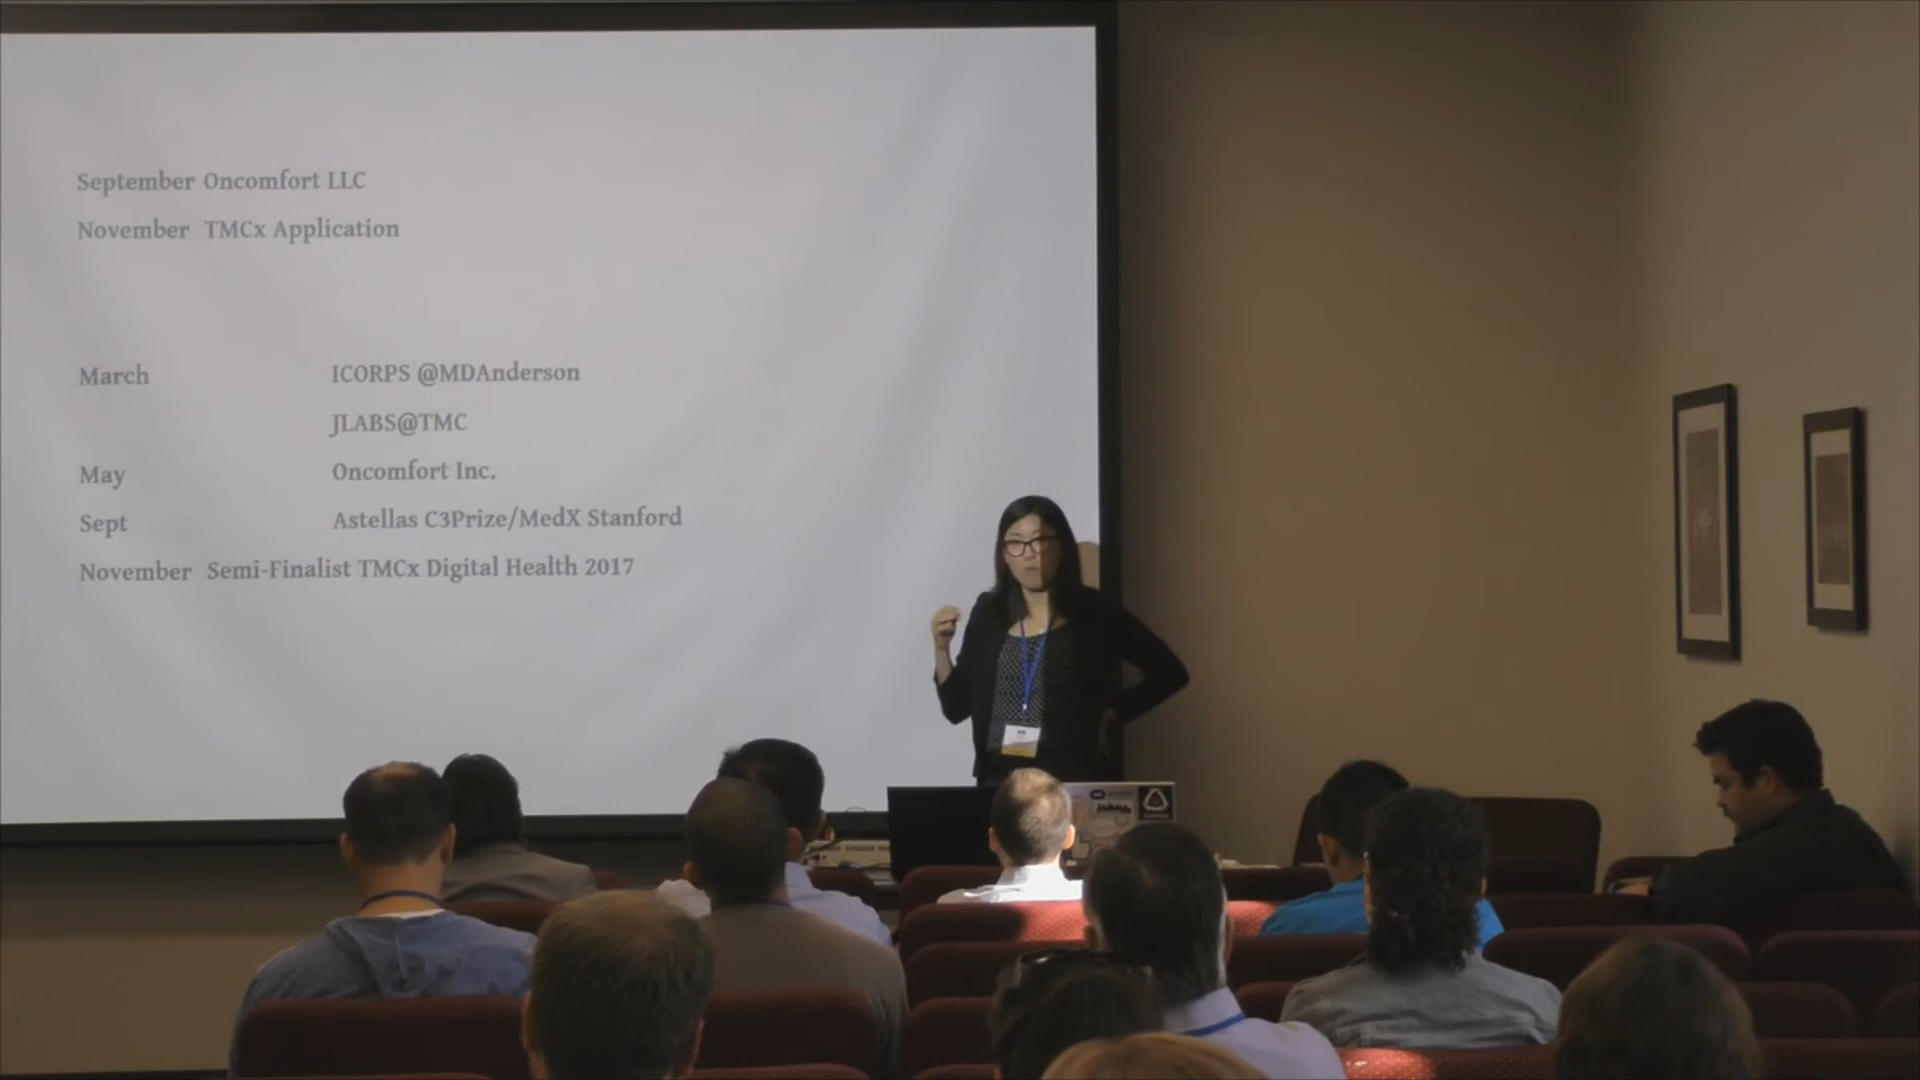 September Oncomfort LLC
November TMCx Application
March ICORPS @MDAnderson
JLABS@TMC
May Oncomfort Inc.
Sept Astellas C3Prize/MedX Stanford
November Semi-Finalist TMCx Digital Health 2017